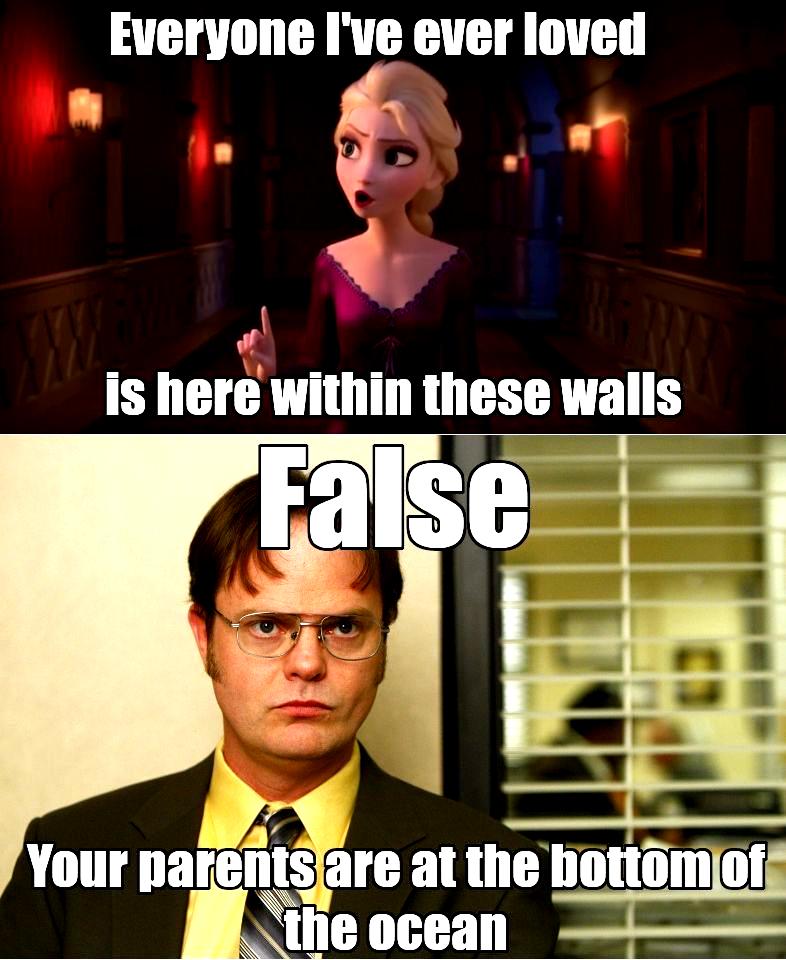 Everyone I've ever loved
is here within these walls
False
Your parents are at the bottom of
the ocean